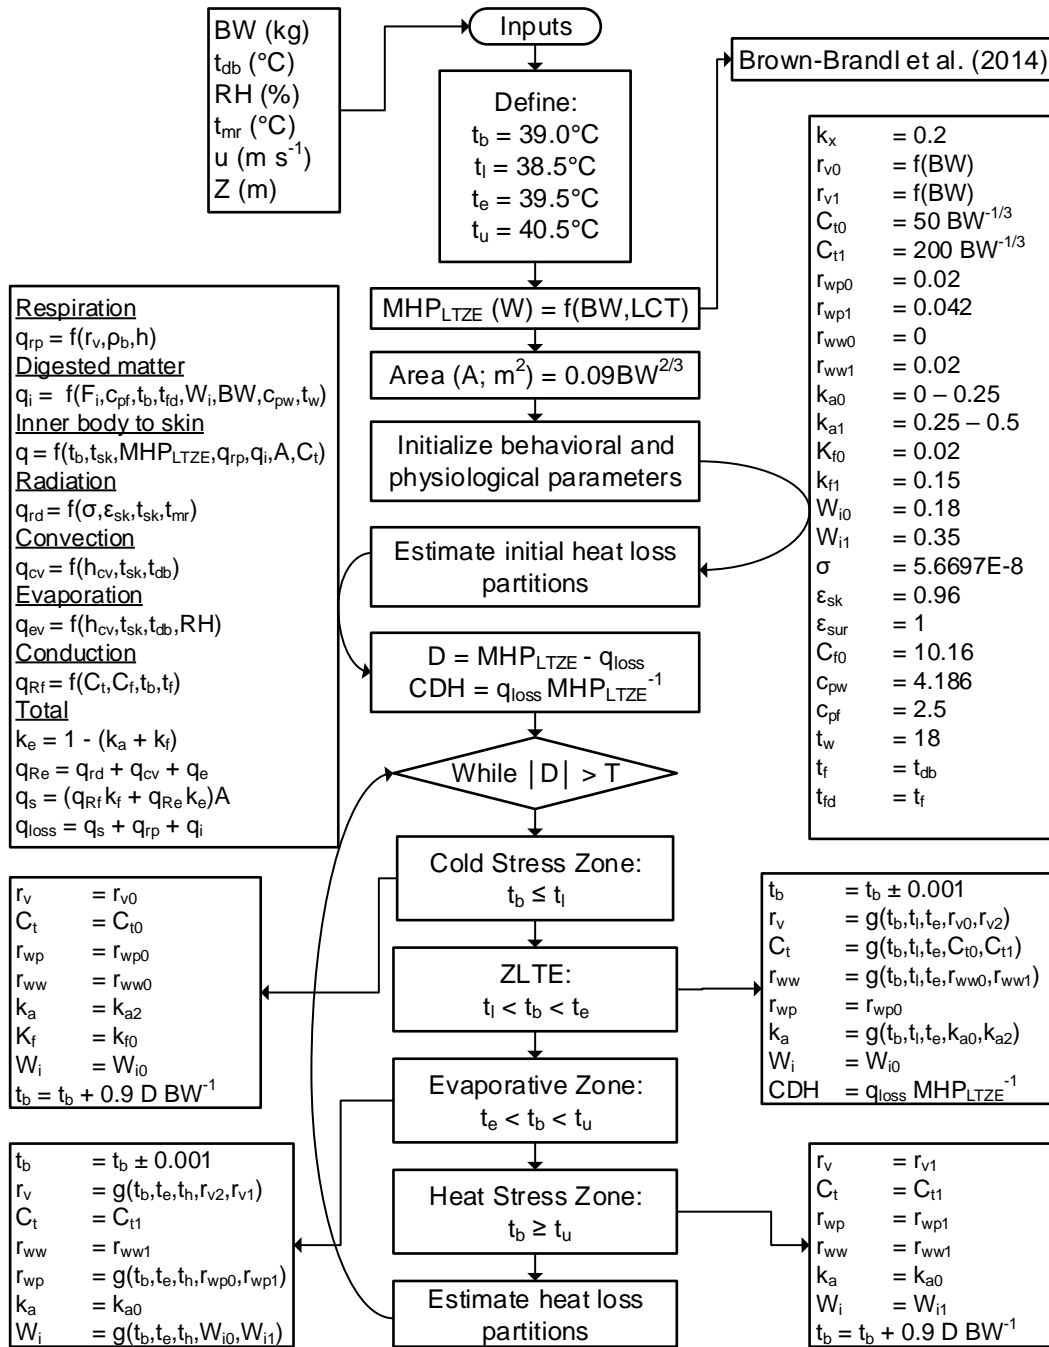 BW (kg)
t_db (°C)
RH (%)
t_mr (°C)
u (m s⁻¹)
Z (m)
Inputs
Define:
t_b = 39.0°C
t_l = 38.5°C
t_e = 39.5°C
t_u = 40.5°C
Brown-Brandl et al. (2014)
MHP_LTZE (W) = f(BW,LCT)
Area (A; m²) = 0.09BW^2/3
Initialize behavioral and
physiological parameters
Estimate initial heat loss
partitions
D = MHP_LTZE - q_loss
CDH = q_loss MHP_LTZE⁻¹
While |D| > T
Cold Stress Zone:
t_b ≤ t_l
ZLTE:
t_l < t_b < t_e
Evaporative Zone:
t_e < t_b < t_u
Heat Stress Zone:
t_b ≥ t_u
Estimate heat loss
partitions
k_x = 0.2
r_v0 = f(BW)
r_v1 = f(BW)
C_t0 = 50 BW^-1/3
C_t1 = 200 BW^-1/3
r_wp0 = 0.02
r_wp1 = 0.042
r_ww0 = 0
r_ww1 = 0.02
k_a0 = 0 – 0.25
k_a1 = 0.25 – 0.5
K_f0 = 0.02
k_f1 = 0.15
W_i0 = 0.18
W_i1 = 0.35
σ = 5.6697E-8
ε_sk = 0.96
ε_sur = 1
C_f0 = 10.16
c_pw = 4.186
c_pf = 2.5
t_w = 18
t_f = t_db
t_fd = t_f
Respiration
q_rp = f(r_v,ρ_b,h)
Digested matter
q_i = f(F_i,c_pf,t_b,t_fd,W_i,BW,c_pw,t_w)
Inner body to skin
q = f(t_b,t_sk,MHP_LTZE,q_rp,q_i,A,C_t)
Radiation
q_rd = f(σ,ε_sk,t_sk,t_mr)
Convection
q_cv = f(h_cv,t_sk,t_db)
Evaporation
q_ev = f(h_cv,t_sk,t_db,RH)
Conduction
q_Rf = f(C_t,C_f,t_b,t_f)
Total
k_e = 1 - (k_a + k_f)
q_Re = q_rd + q_cv + q_e
q_s = (q_Rf k_f + q_Re k_e)A
q_loss = q_s + q_rp + q_i
r_v = r_v0
C_t = C_t0
r_wp = r_wp0
r_ww = r_ww0
k_a = k_a2
K_f = k_f0
W_i = W_i0
t_b = t_b + 0.9 D BW⁻¹
t_b = t_b ± 0.001
r_v = g(t_b,t_l,t_e,r_v0,r_v2)
C_t = g(t_b,t_l,t_e,C_t0,C_t1)
r_ww = g(t_b,t_l,t_e,r_ww0,r_ww1)
r_wp = r_wp0
k_a = g(t_b,t_l,t_e,k_a0,k_a2)
W_i = W_i0
CDH = q_loss MHP_LTZE⁻¹
t_b = t_b ± 0.001
r_v = g(t_b,t_e,t_h,r_v2,r_v1)
C_t = C_t1
r_ww = r_ww1
r_wp = g(t_b,t_e,t_h,r_wp0,r_wp1)
k_a = k_a0
W_i = g(t_b,t_e,t_h,W_i0,W_i1)
r_v = r_v1
C_t = C_t1
r_wp = r_wp1
r_ww = r_ww1
k_a = k_a0
W_i = W_i1
t_b = t_b + 0.9 D BW⁻¹